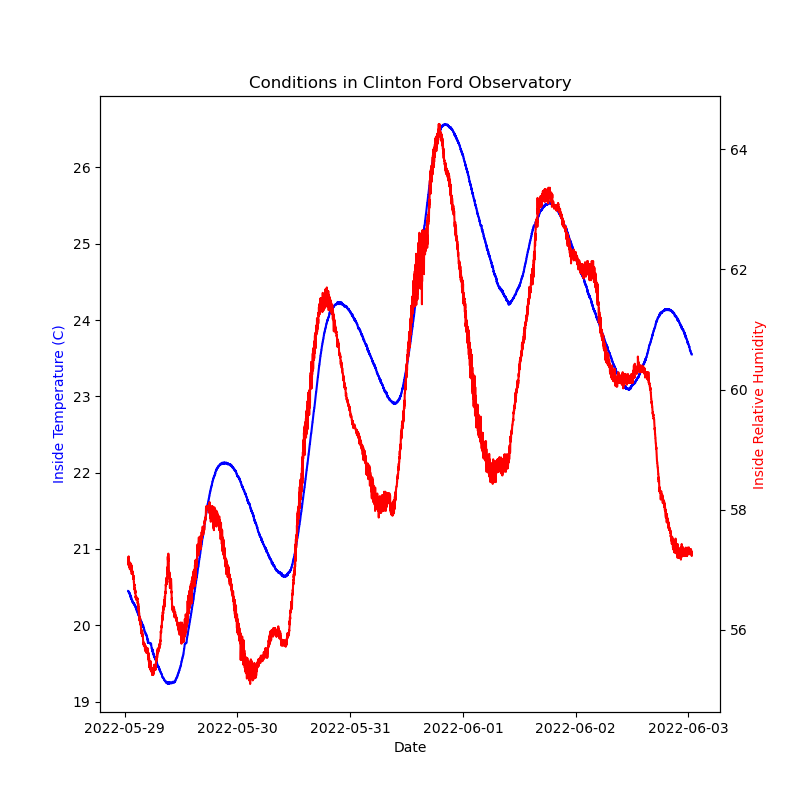 Conditions in Clinton Ford Observatory
Inside Temperature (C)
26
25
24
23
22
21
20
19
64
62
60
58
56
Inside Relative Humidity
2022-05-29 2022-05-30 2022-05-31 2022-06-01 2022-06-02 2022-06-03
Date